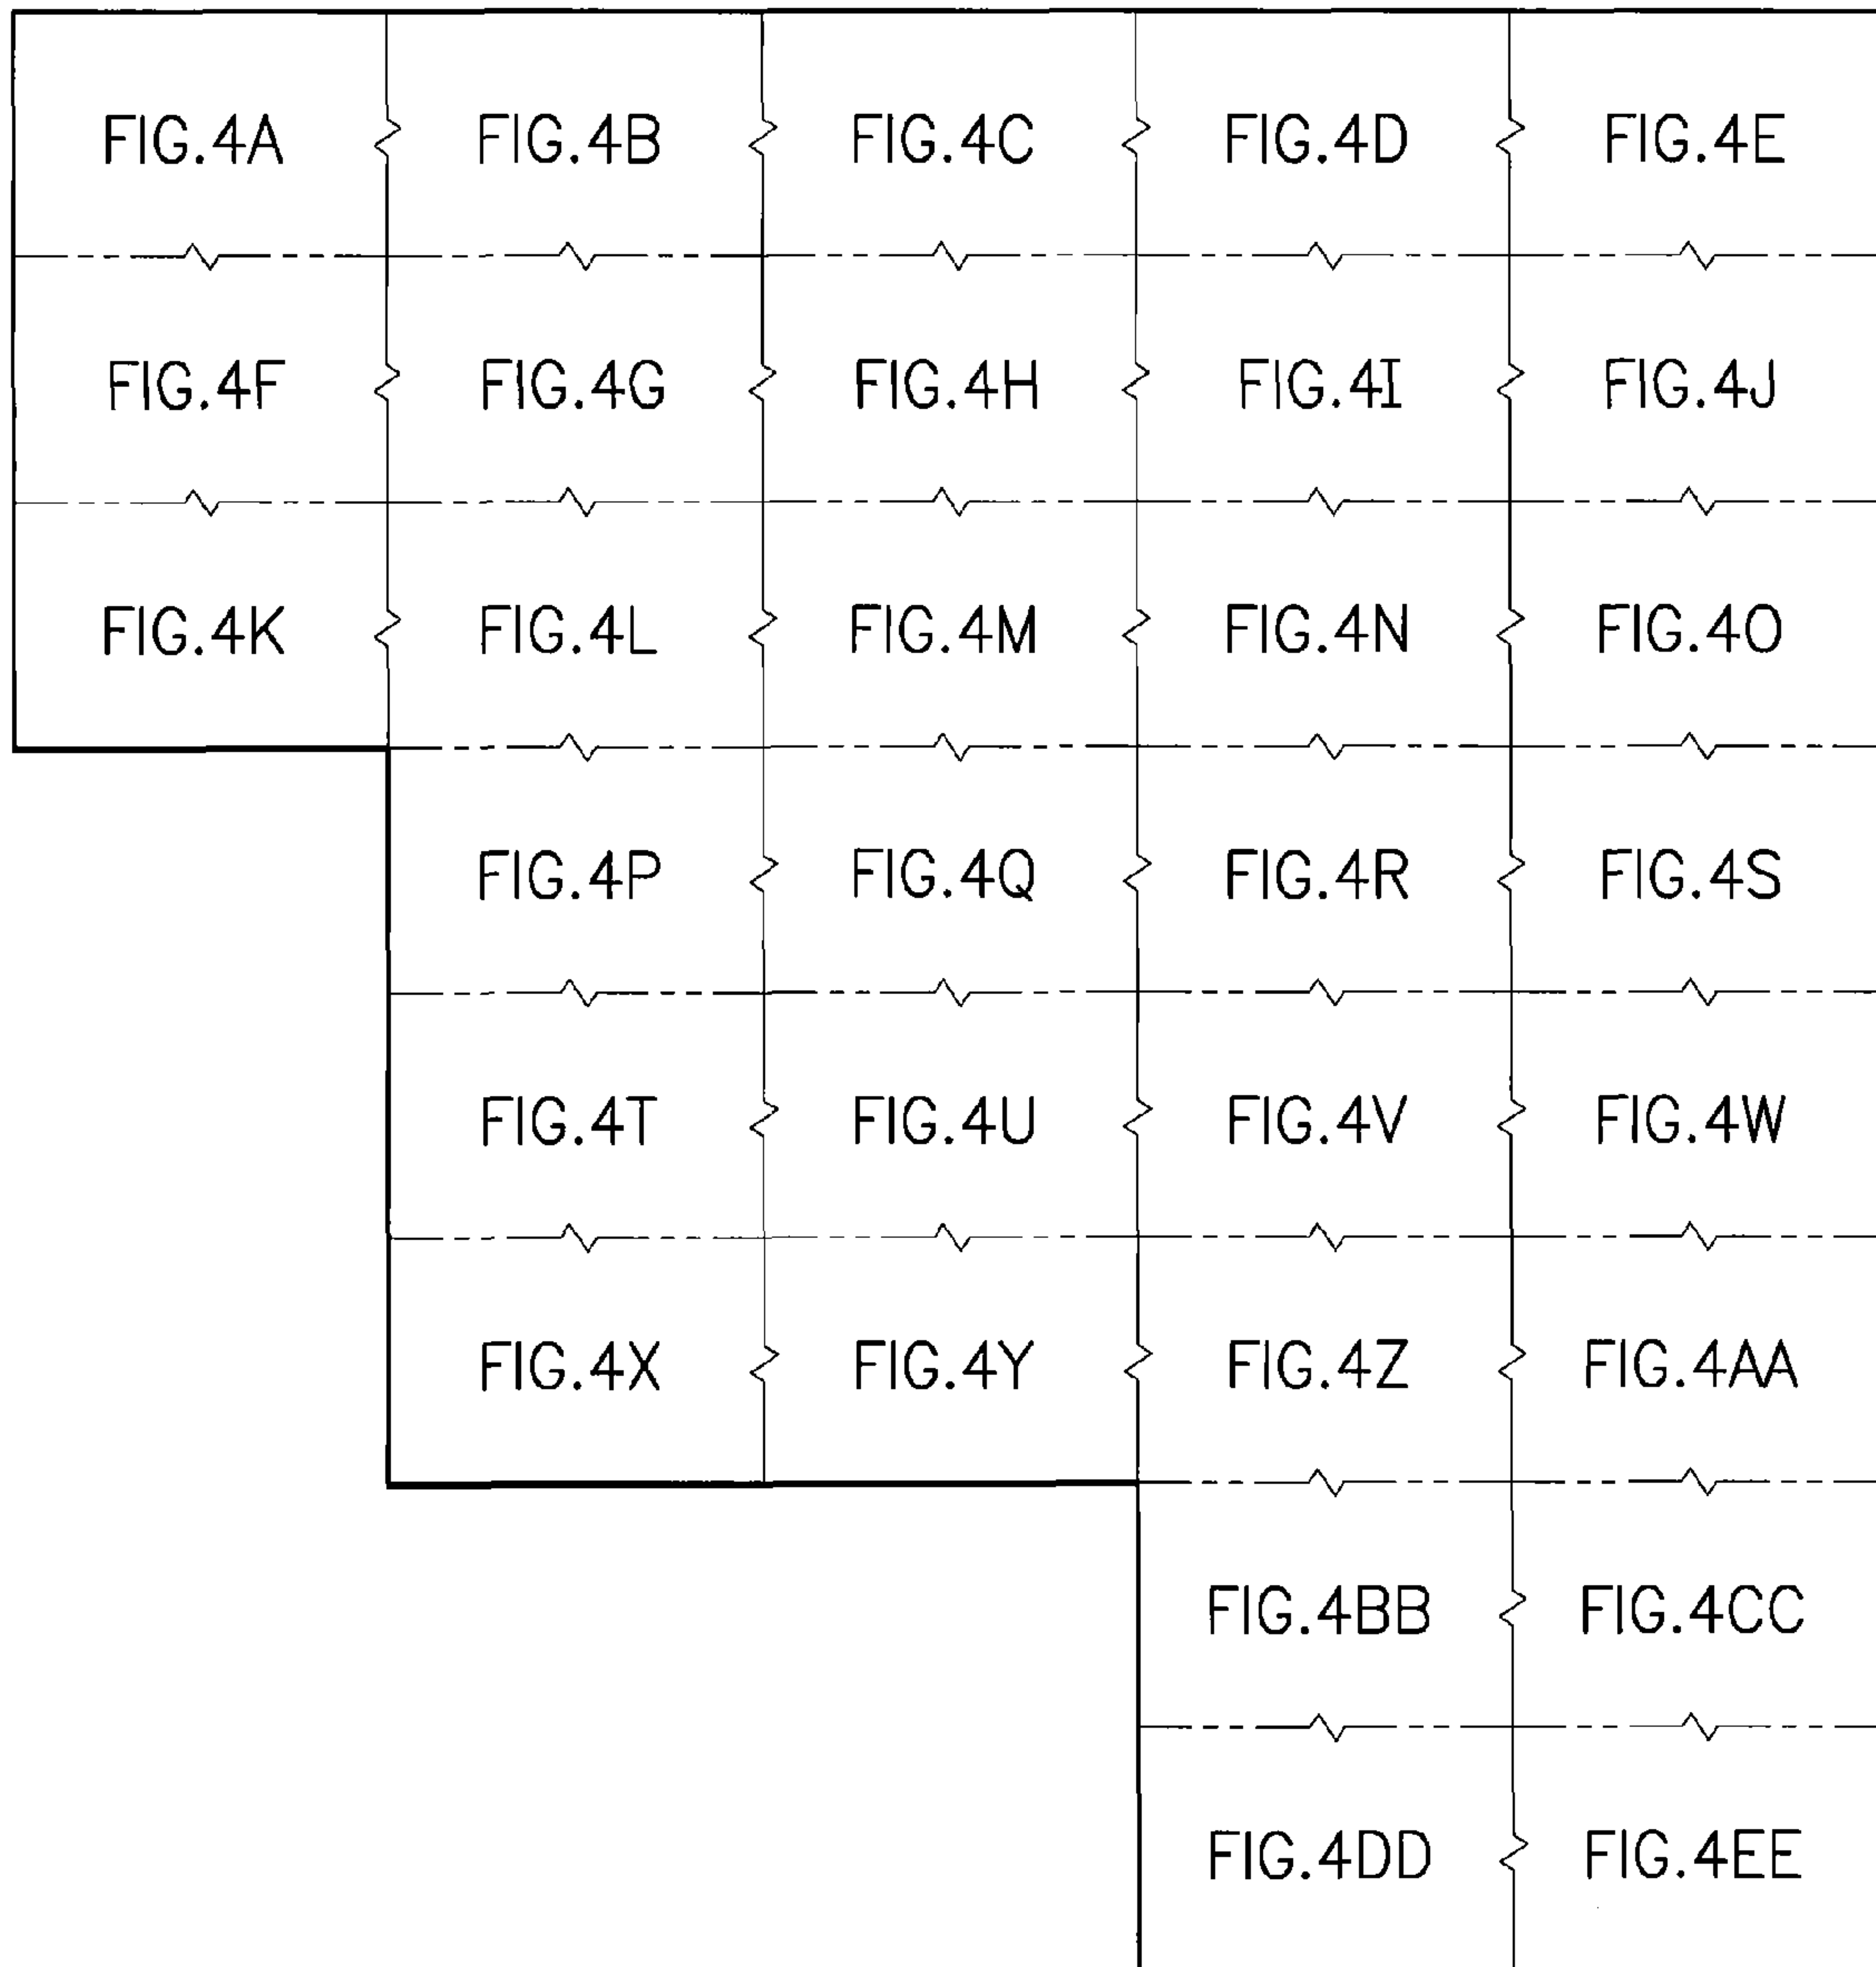 FIG.4A FIG.4B FIG.4C FIG.4D FIG.4E
FIG.4F FIG.4G FIG.4H FIG.4I FIG.4J
FIG.4K FIG.4L FIG.4M FIG.4N FIG.4O
FIG.4P FIG.4Q FIG.4R FIG.4S
FIG.4T FIG.4U FIG.4V FIG.4W
FIG.4X FIG.4Y FIG.4Z FIG.4AA
FIG.4BB FIG.4CC
FIG.4DD FIG.4EE